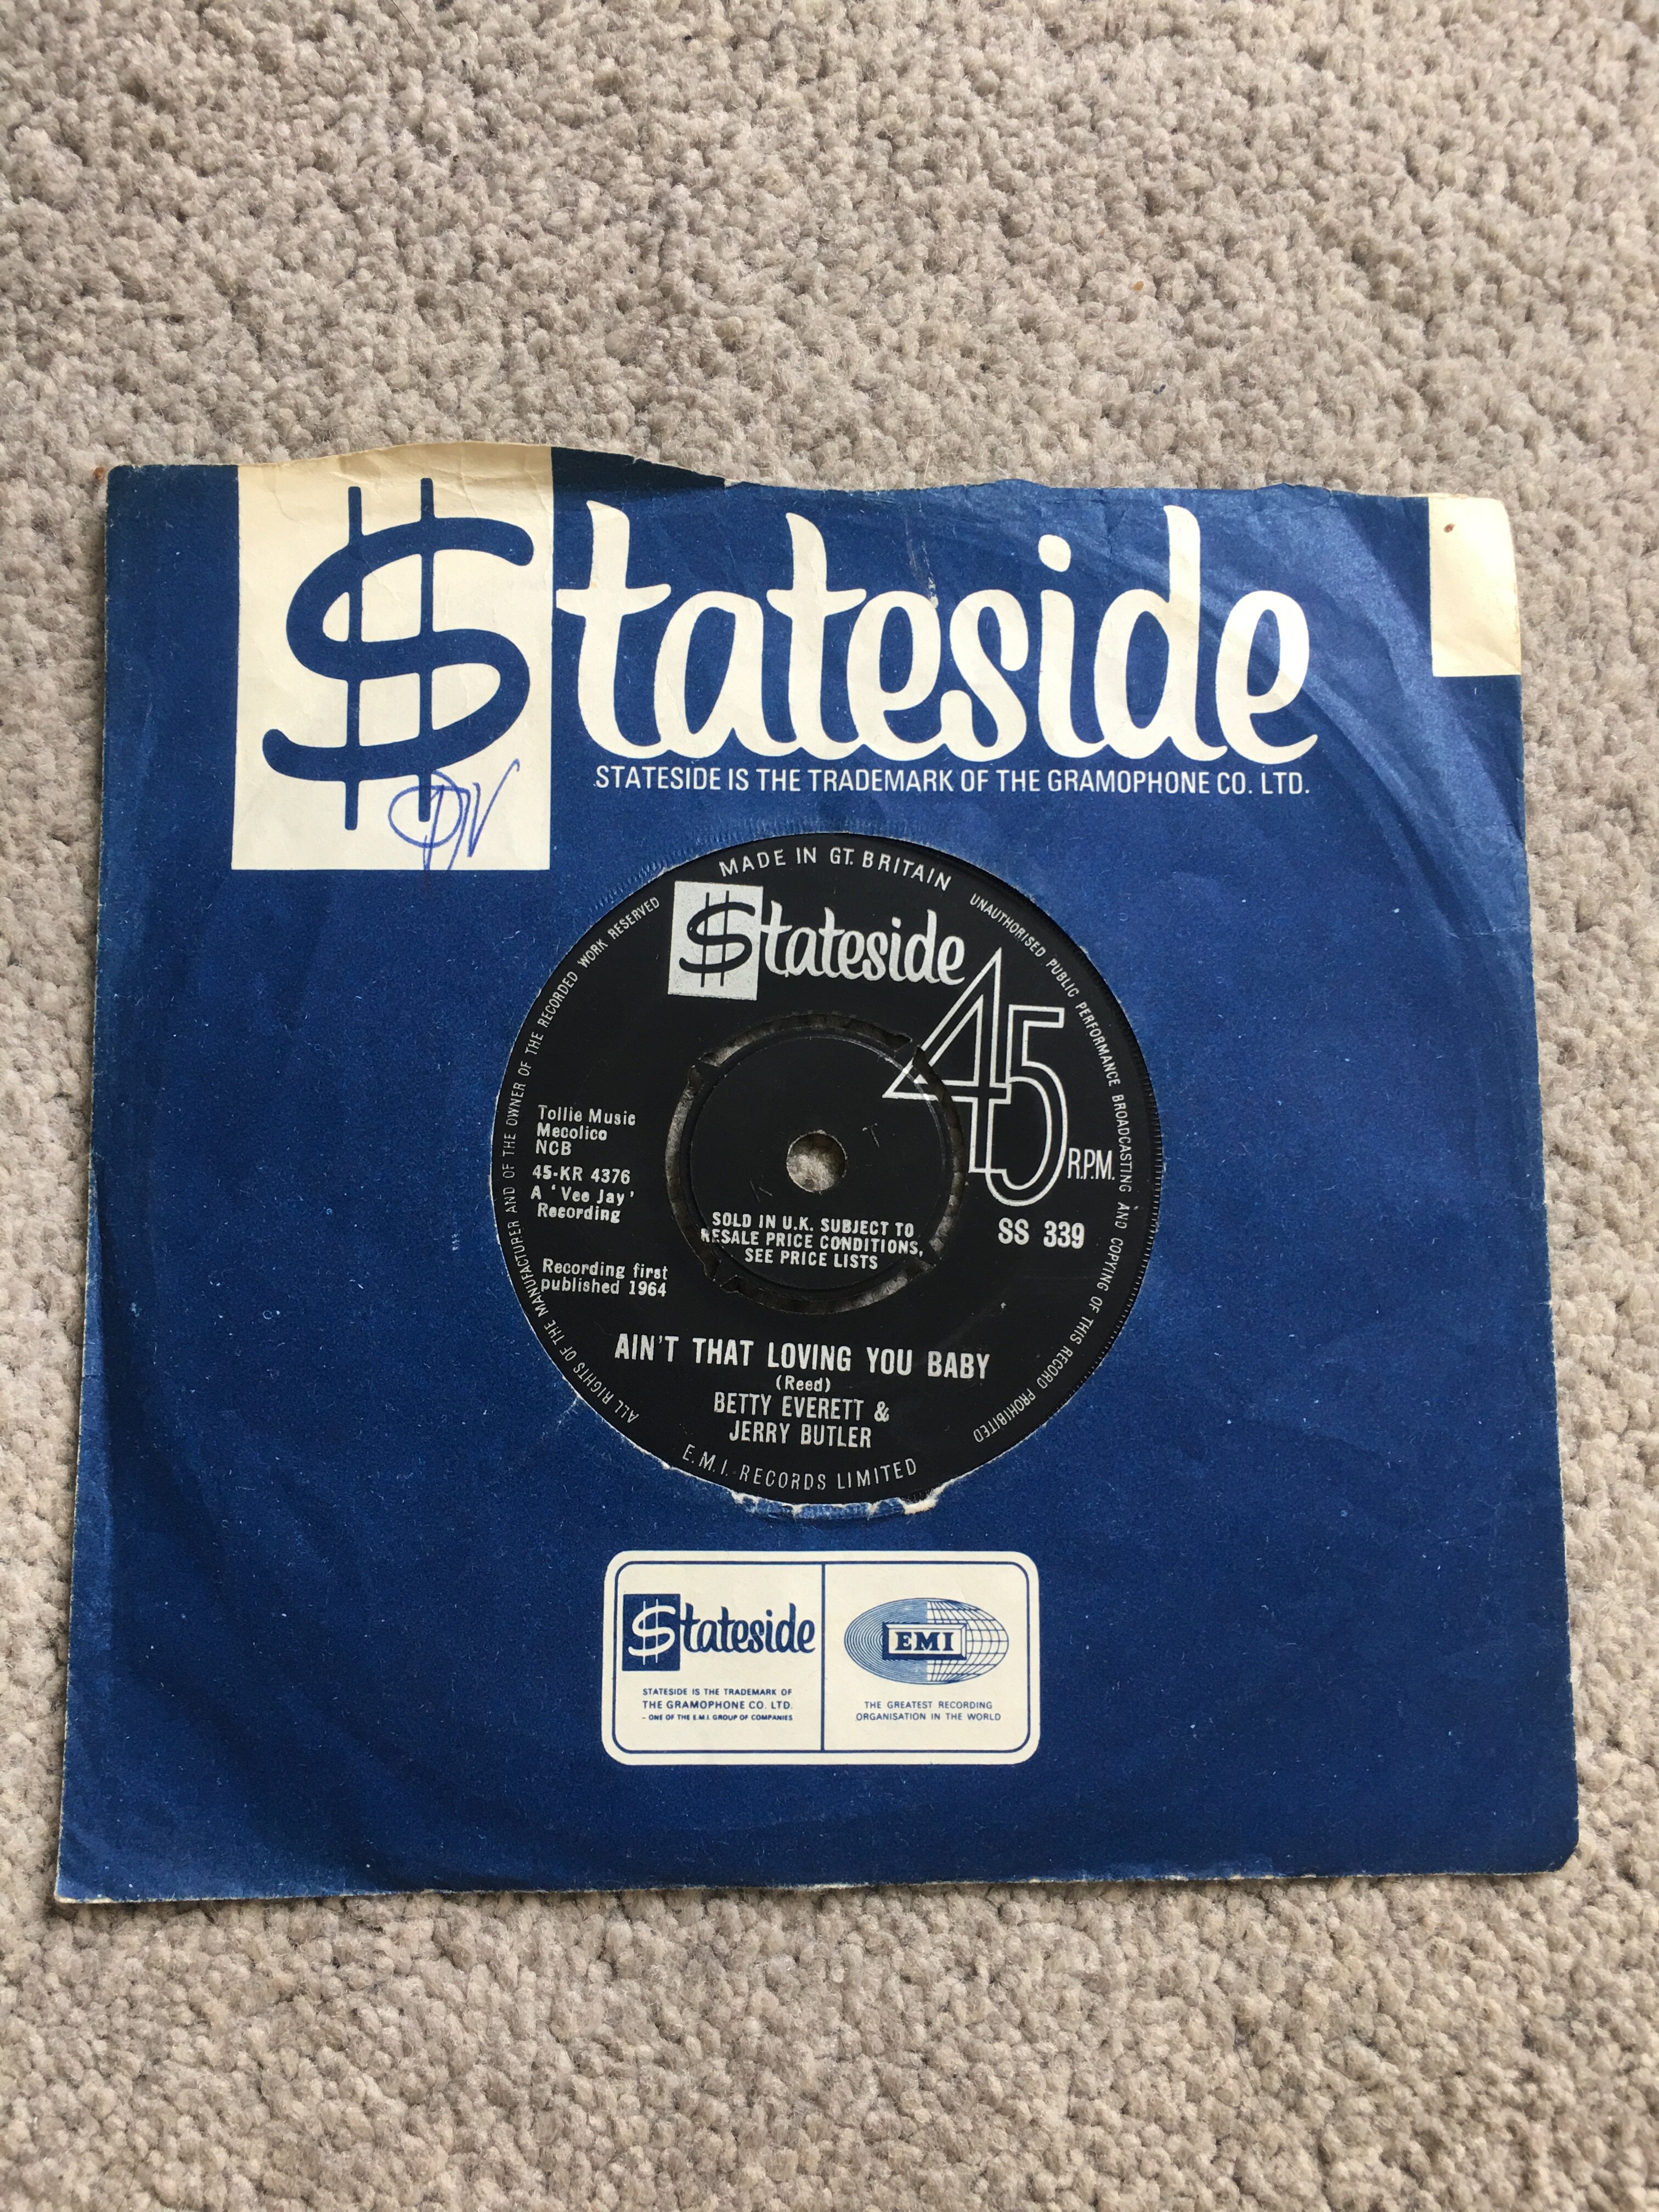 $tateside
STATESIDE IS THE TRADEMARK OF THE GRAMOPHONE CO. LTD.
MADE IN GT. BRITAIN
UNAUTHORISED PUBLIC PERFORMANCE BROADCASTING AND COPYING OF THIS RECORD PROHIBITED
E.M.I. RECORDS LIMITED
ALL RIGHTS OF THE MANUFACTURER AND OF THE OWNER OF THE RECORDED WORK RESERVED
$tateside
45 R.P.M.
Tollie Music
Mecolico
NCB
45-KR 4376
A 'Vee Jay'
Recording
K T
SOLD IN U.K. SUBJECT TO
RESALE PRICE CONDITIONS,
SEE PRICE LISTS
SS 339
Recording first
published 1964
AIN'T THAT LOVING YOU BABY
(Reed)
BETTY EVERETT &
JERRY BUTLER
$tateside
STATESIDE IS THE TRADEMARK OF
THE GRAMOPHONE CO. LTD.
- ONE OF THE E.M.I. GROUP OF COMPANIES
EMI
THE GREATEST RECORDING
ORGANISATION IN THE WORLD